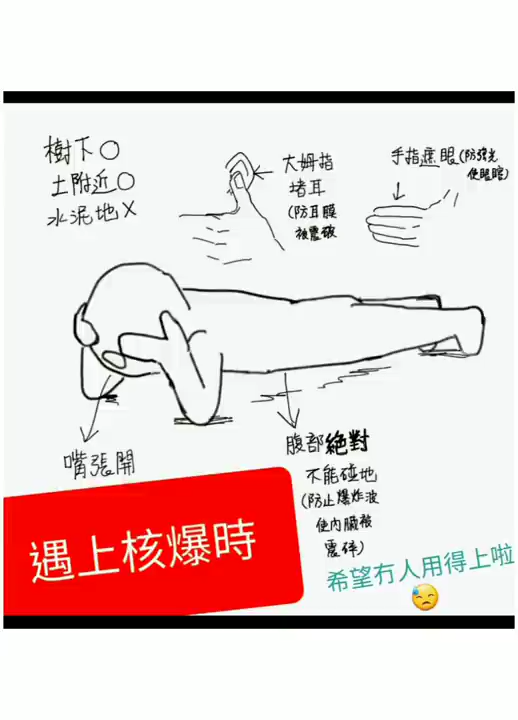 樹下○
土附近○
水泥地X
大姆指
堵耳
(防耳膜
被震破
手指遮眼(防強光
使眼瞎)
嘴張開
腹部絕對
不能碰地
(防止爆炸波
使內臟被
震碎)
遇上核爆時
希望冇人用得上啦
😓